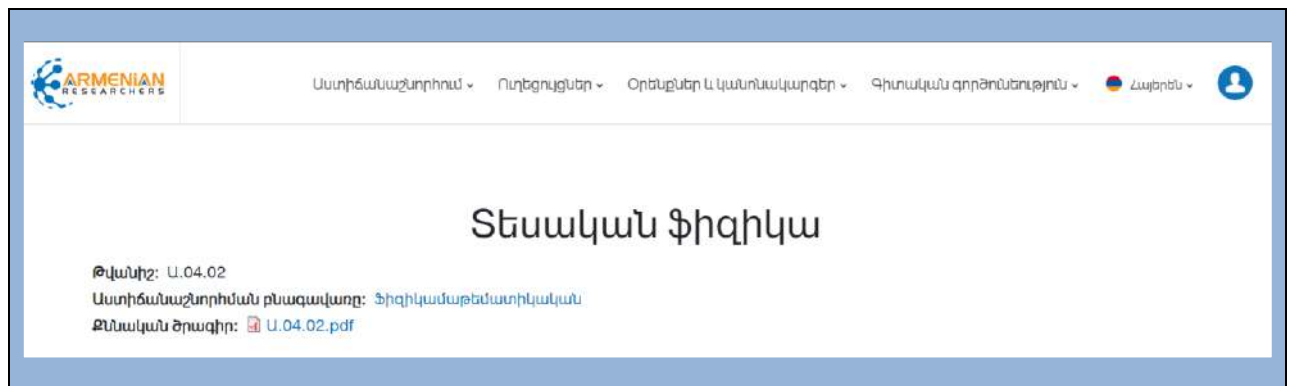 ARMENIAN
RESEARCHERS
Աստիճանաշնորհում Ուղեցույցներ Օրենքներ և կանոնակարգեր Գիտական գործունեություն Հայերեն
Տեսական ֆիզիկա
Թվանիշ: Ա.04.02
Աստիճանաշնորհման բնագավառը: Ֆիզիկամաթեմատիկական
Քննական ծրագիր: Ա.04.02.pdf